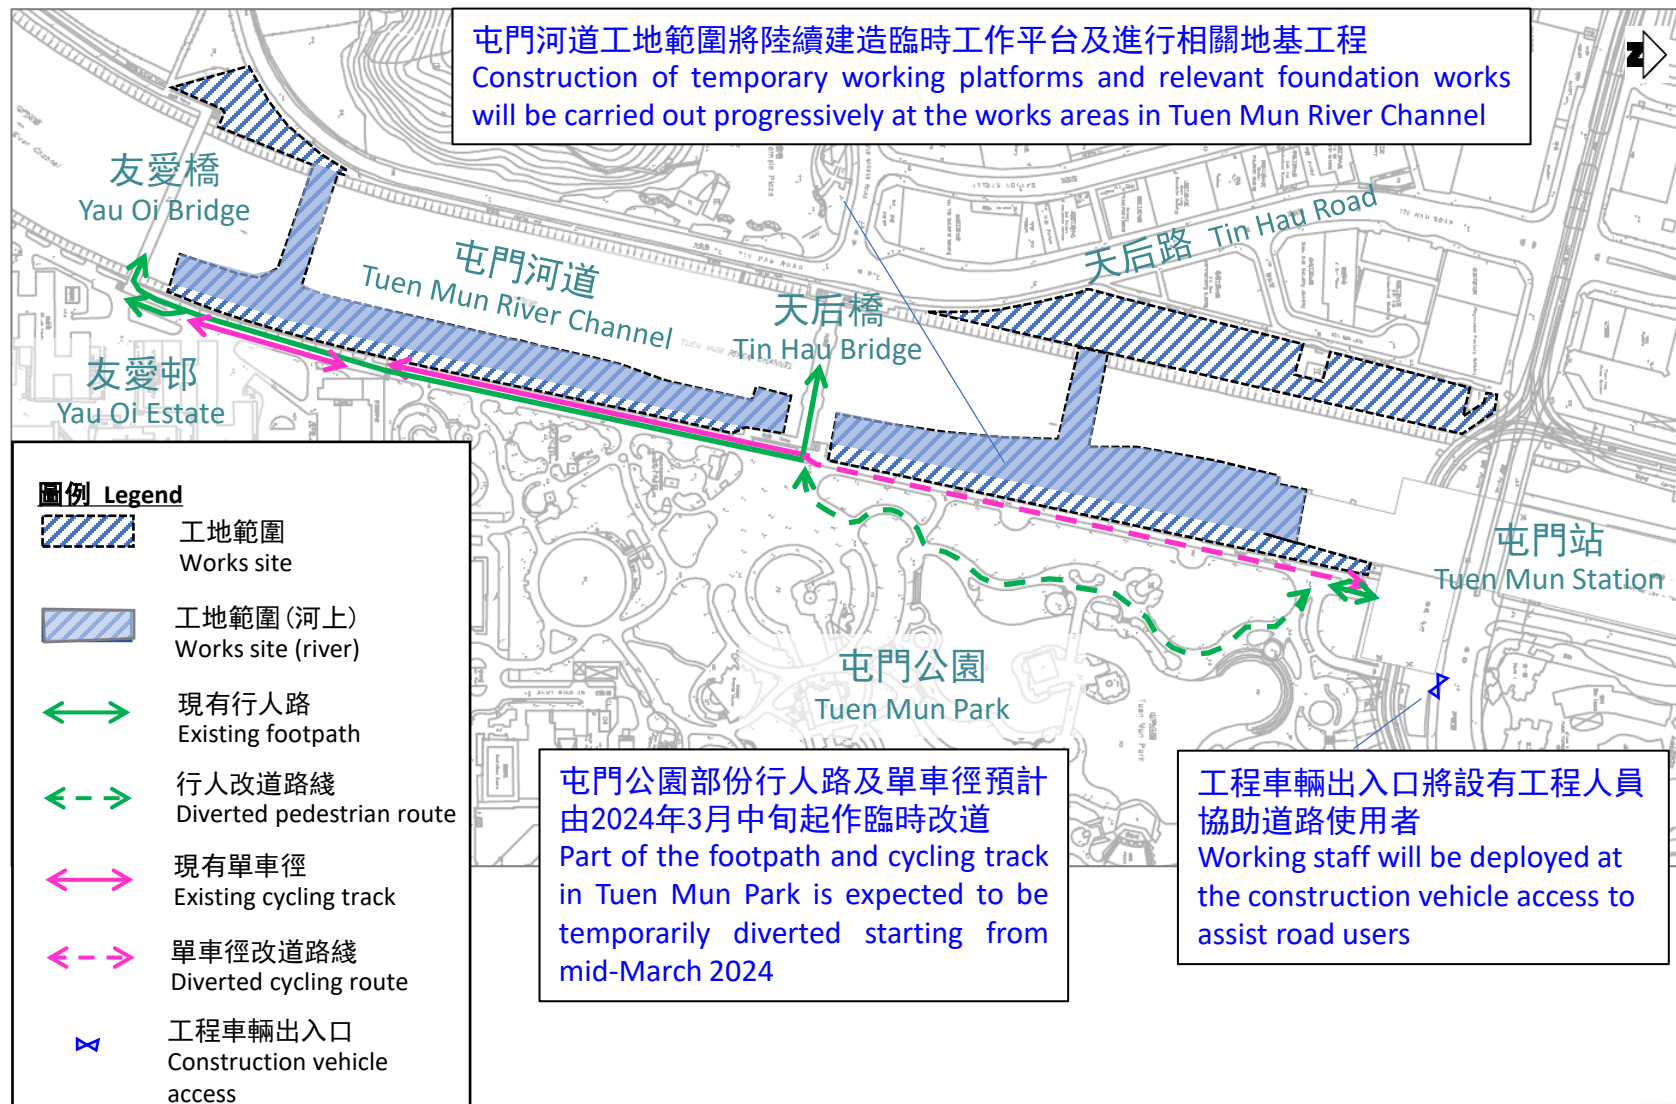 屯門河道工地範圍將陸續建造臨時工作平台及進行相關地基工程
Construction of temporary working platforms and relevant foundation works
will be carried out progressively at the works areas in Tuen Mun River Channel
Z
友愛橋
Yau Oi Bridge
屯門河道
Tuen Mun River Channel
天后路 Tin Hau Road
天后橋
Tin Hau Bridge
友愛邨
Yau Oi Estate
屯門站
Tuen Mun Station
屯門公園
Tuen Mun Park
圖例 Legend
工地範圍
Works site
工地範圍(河上)
Works site (river)
現有行人路
Existing footpath
行人改道路綫
Diverted pedestrian route
現有單車徑
Existing cycling track
單車徑改道路綫
Diverted cycling route
工程車輛出入口
Construction vehicle
access
屯門公園部份行人路及單車徑預計
由2024年3月中旬起作臨時改道
Part of the footpath and cycling track
in Tuen Mun Park is expected to be
temporarily diverted starting from
mid-March 2024
工程車輛出入口將設有工程人員
協助道路使用者
Working staff will be deployed at
the construction vehicle access to
assist road users